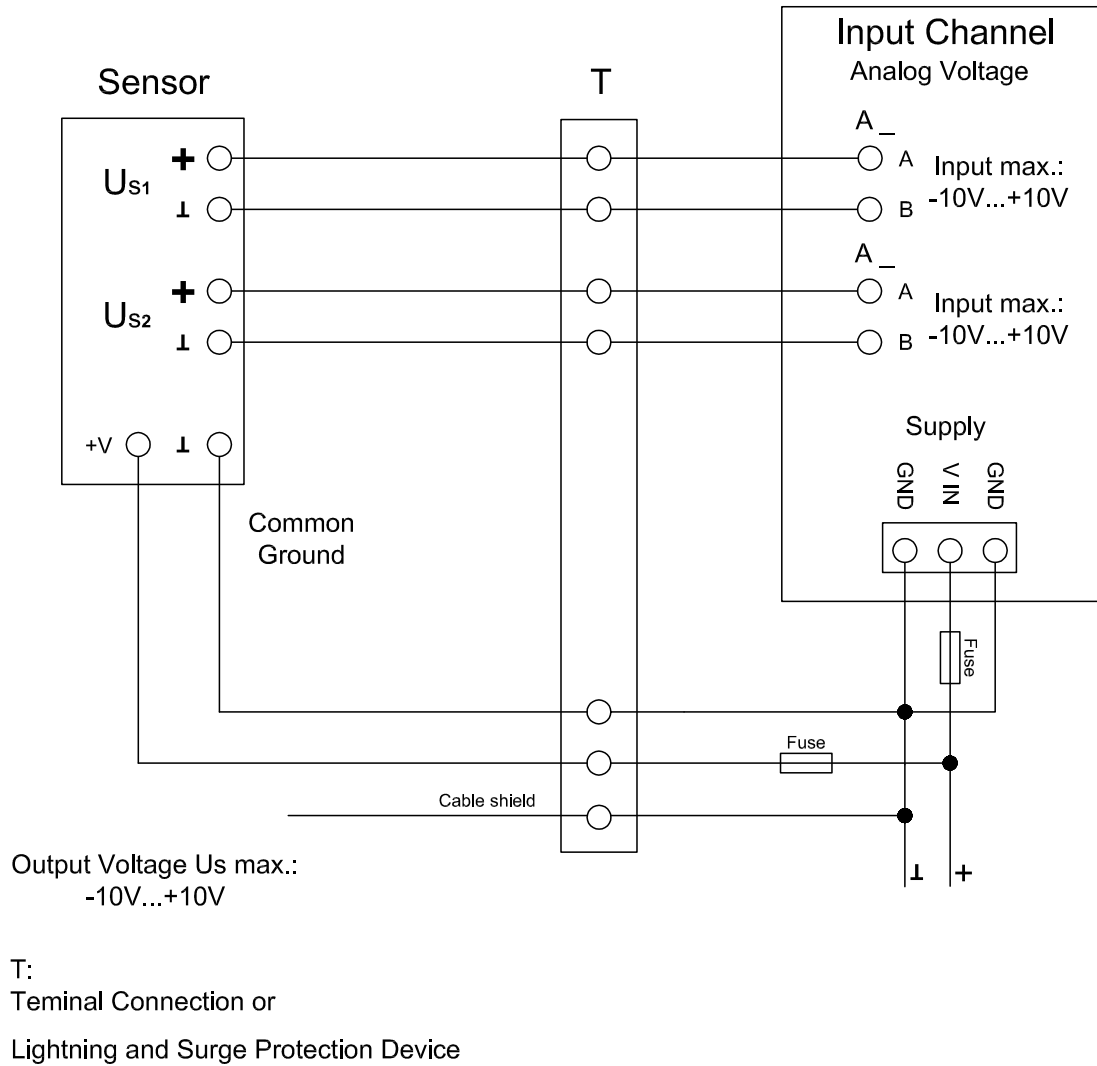 Input Channel
Analog Voltage
Sensor
T
A _
+
A
Input max.:
-10V...+10V
US1
⊥
B
A _
+
A
Input max.:
-10V...+10V
US2
⊥
B
Supply
+V
⊥
GND
V IN
GND
Common
Ground
Fuse
Fuse
Cable shield
⊥
+
Output Voltage Us max.:
-10V...+10V
T:
Teminal Connection or
Lightning and Surge Protection Device